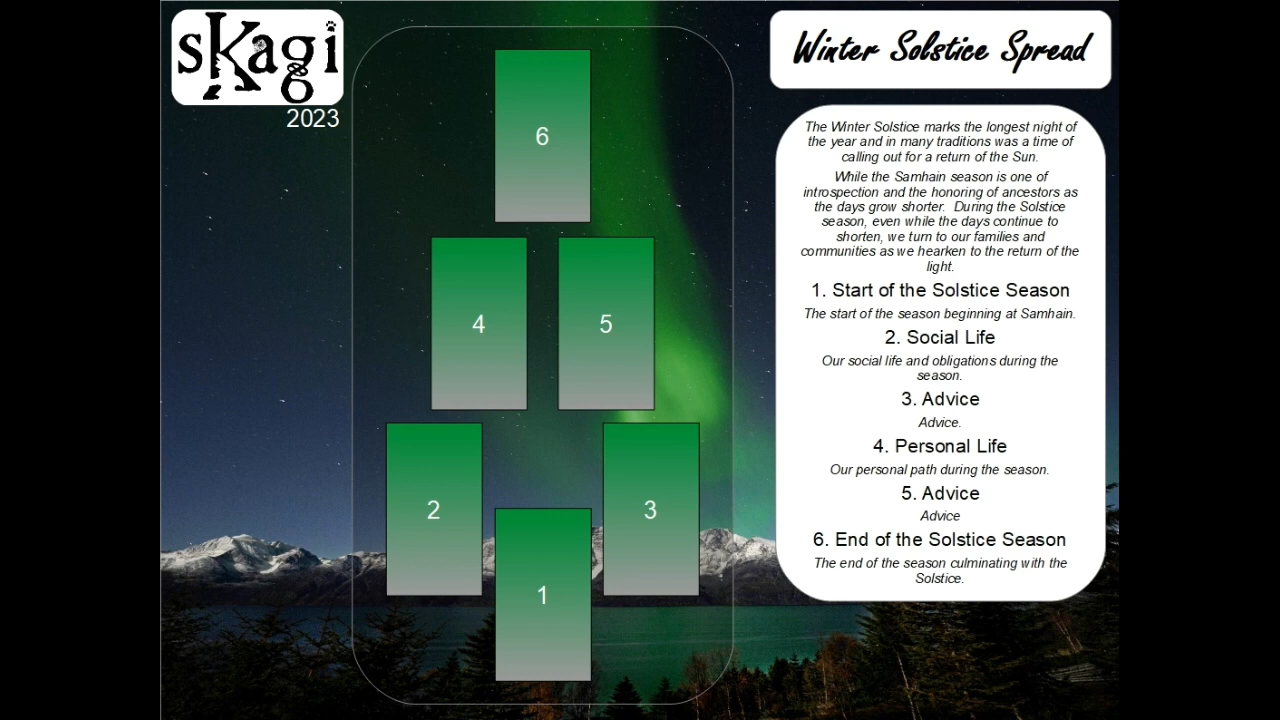 sKagi
2023
6
4
5
2
3
1
Winter Solstice Spread
The Winter Solstice marks the longest night of
the year and in many traditions was a time of
calling out for a return of the Sun.
While the Samhain season is one of
introspection and the honoring of ancestors as
the days grow shorter. During the Solstice
season, even while the days continue to
shorten, we turn to our families and
communities as we hearken to the return of the
light.
1. Start of the Solstice Season
The start of the season beginning at Samhain.
2. Social Life
Our social life and obligations during the
season.
3. Advice
Advice.
4. Personal Life
Our personal path during the season.
5. Advice
Advice
6. End of the Solstice Season
The end of the season culminating with the
Solstice.